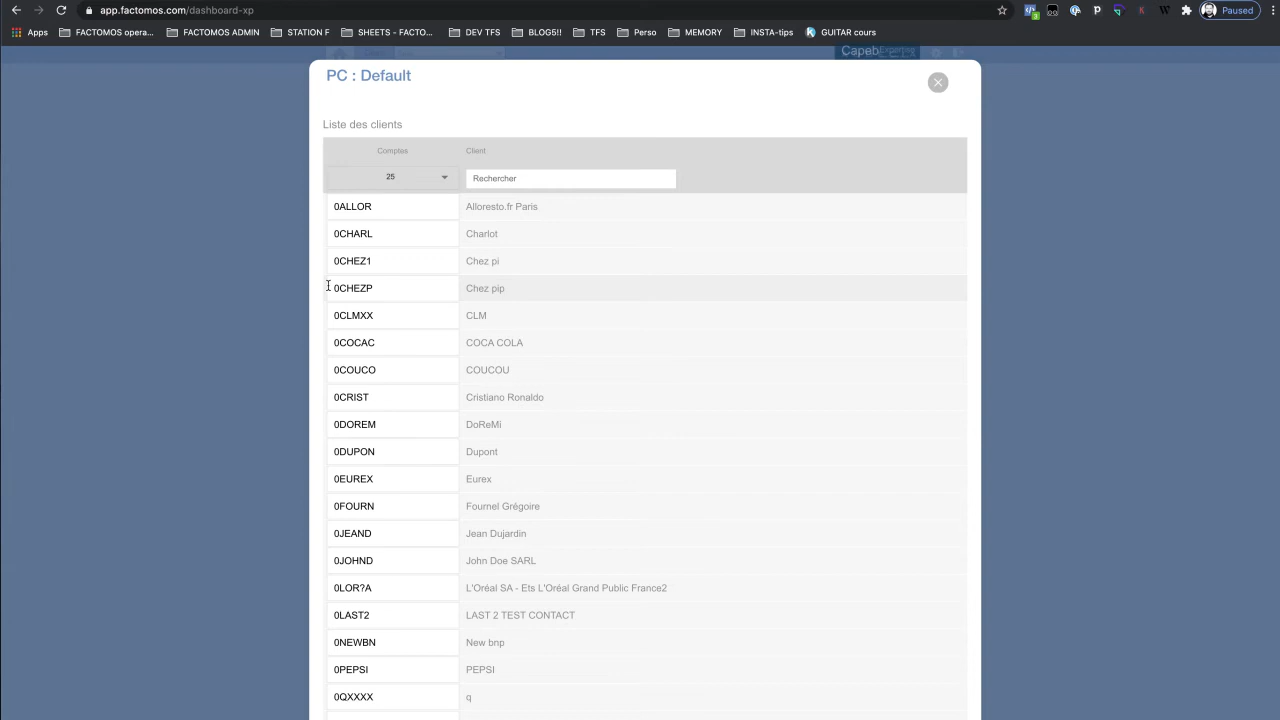 app.factomos.com/dashboard-xp
Paused
Apps FACTOMOS opera... FACTOMOS ADMIN STATION F SHEETS - FACTO... DEV TFS BLOG6!! TFS Perso MEMORY INSTA-tips GUITAR cours
Capeb
PC : Default
Liste des clients
Comptes Client
25 Rechercher
0ALLOR Alloresto.fr Paris
0CHARL Charlot
0CHEZ1 Chez pi
0CHEZP Chez pip
0CLMXX CLM
0COCAC COCA COLA
0COUCO COUCOU
0CRIST Cristiano Ronaldo
0DOREM DoReMi
0DUPON Dupont
0EUREX Eurex
0FOURN Fournel Grégoire
0JEAND Jean Dujardin
0JOHND John Doe SARL
0LOR?A L'Oréal SA - Ets L'Oréal Grand Public France2
0LAST2 LAST 2 TEST CONTACT
0NEWBN New bnp
0PEPSI PEPSI
0QXXXX q